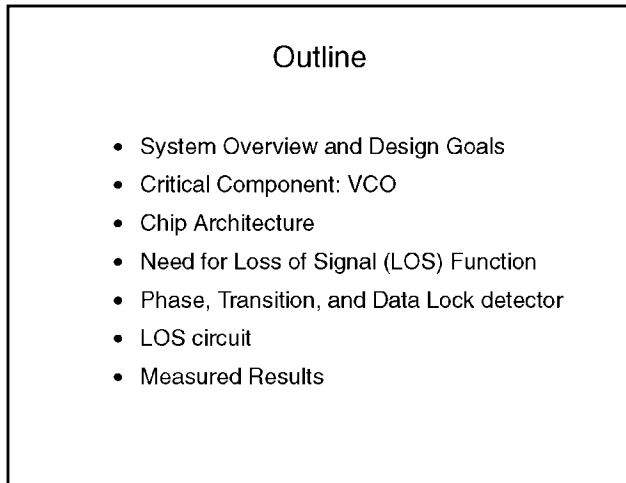 Outline
• System Overview and Design Goals
• Critical Component: VCO
• Chip Architecture
• Need for Loss of Signal (LOS) Function
• Phase, Transition, and Data Lock detector
• LOS circuit
• Measured Results